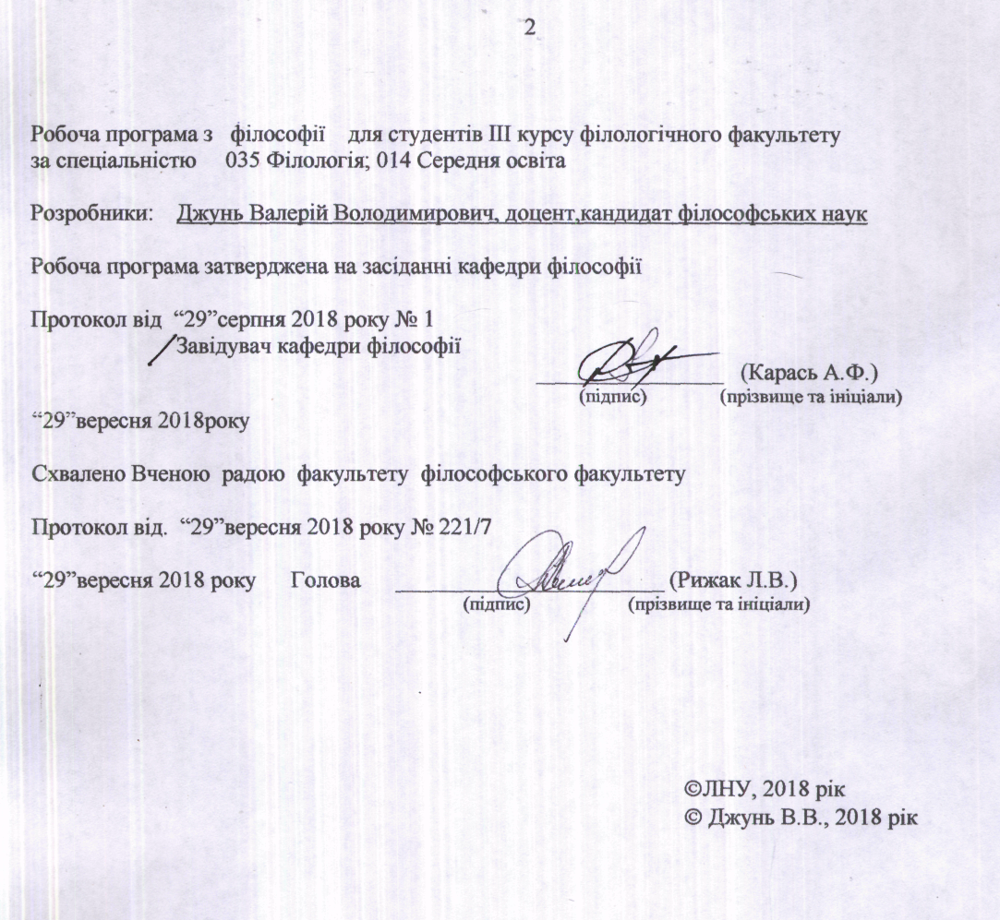 2
Робоча програма з філософії для студентів III курсу філологічного факультету
за спеціальністю 035 Філологія; 014 Середня освіта
Розробники: Джунь Валерій Володимирович, доцент,кандидат філософських наук
Робоча програма затверджена на засіданні кафедри філософії
Протокол від “29”серпня 2018 року № 1
Завідувач кафедри філософії
(Карась А.Ф.)
(підпис) (прізвище та ініціали)
“29”вересня 2018року
Схвалено Вченою радою факультету філософського факультету
Протокол від. “29”вересня 2018 року № 221/7
“29”вересня 2018 року Голова (Рижак Л.В.)
(підпис) (прізвище та ініціали)
©ЛНУ, 2018 рік
© Джунь В.В., 2018 рік